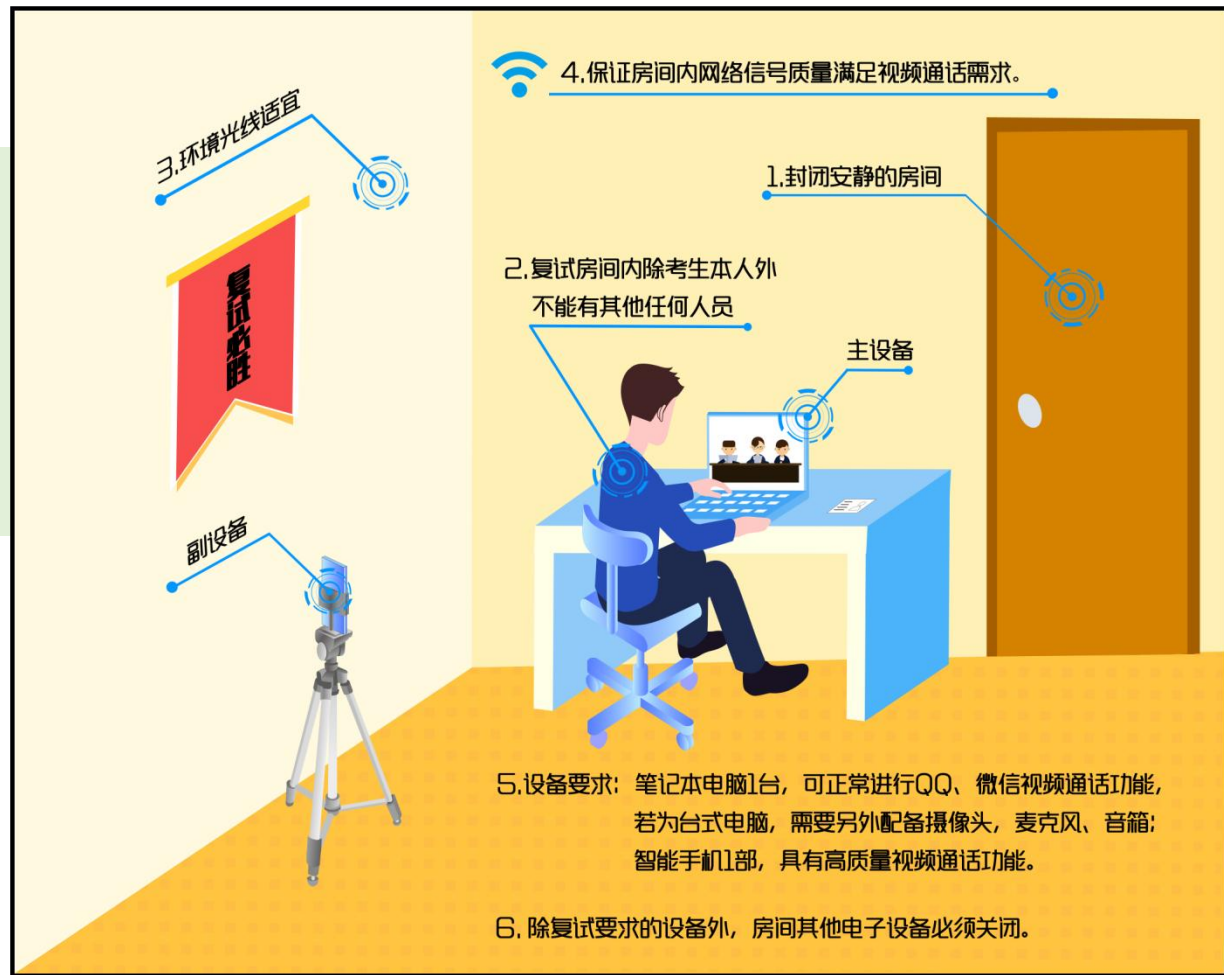 4.保证房间内网络信号质量满足视频通话需求。
3.环境光线适宜
1.封闭安静的房间
2.复试房间内除考生本人外
不能有其他任何人员
主设备
复试必胜
副设备
5.设备要求：笔记本电脑1台，可正常进行QQ、微信视频通话功能，
若为台式电脑，需要另外配备摄像头，麦克风、音箱；
智能手机1部，具有高质量视频通话功能。
6.除复试要求的设备外，房间其他电子设备必须关闭。